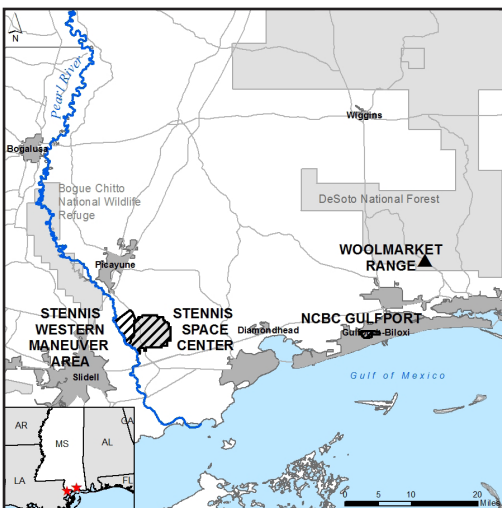 N
Pearl River
Wiggins
Bogalusa
Bogue Chitto
National Wildlife
Refuge
DeSoto National Forest
WOOLMARKET
RANGE
Picayune
STENNIS
WESTERN
MANEUVER
AREA
STENNIS
SPACE
CENTER
Diamondhead
NCBC GULFPORT
Gulfport-Biloxi
Slidell
Gulf of Mexico
AR
MS
AL
GA
LA
FL
0 5 10 20
Miles